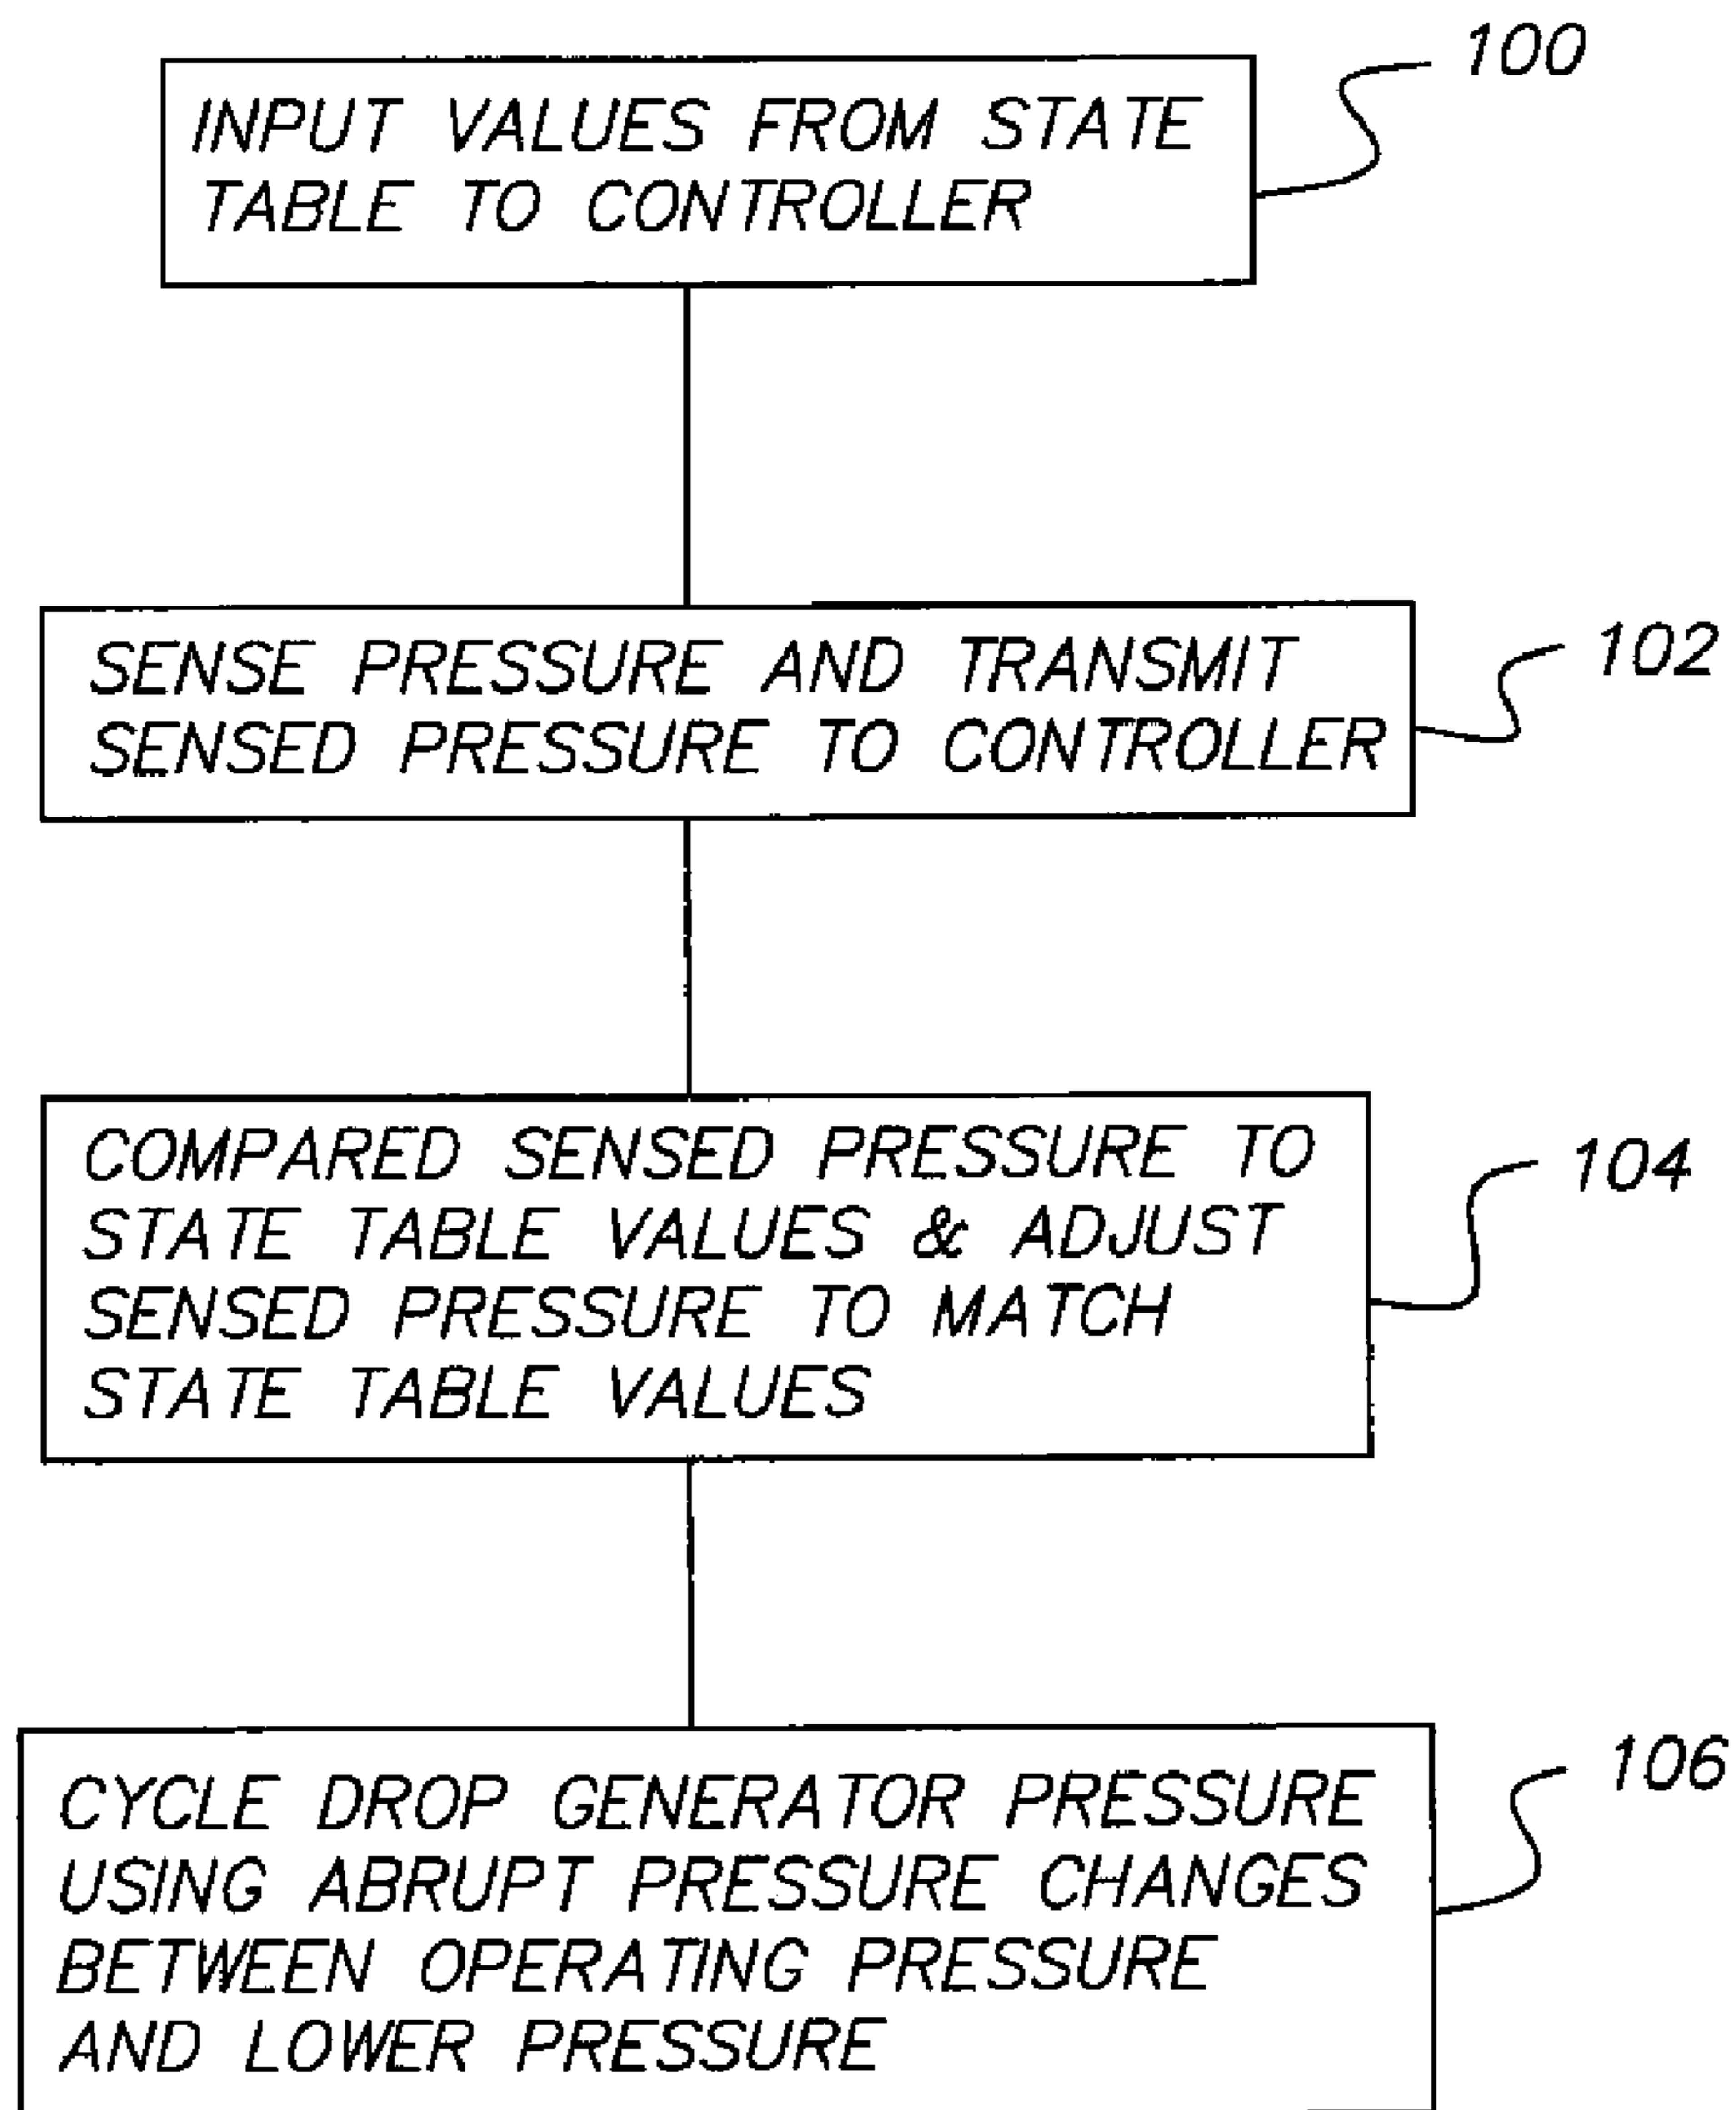 100
INPUT VALUES FROM STATE
TABLE TO CONTROLLER
102
SENSE PRESSURE AND TRANSMIT
SENSED PRESSURE TO CONTROLLER
104
COMPARED SENSED PRESSURE TO
STATE TABLE VALUES & ADJUST
SENSED PRESSURE TO MATCH
STATE TABLE VALUES
106
CYCLE DROP GENERATOR PRESSURE
USING ABRUPT PRESSURE CHANGES
BETWEEN OPERATING PRESSURE
AND LOWER PRESSURE